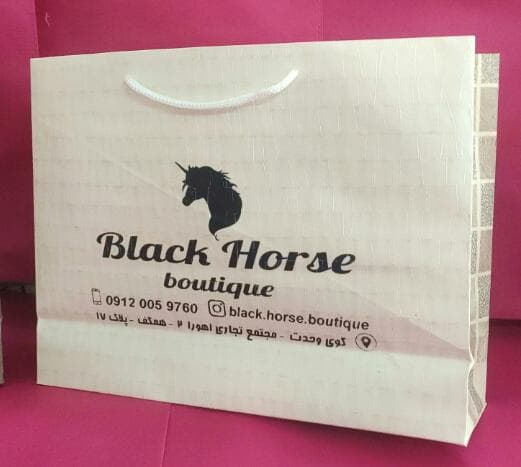 Black Horse
boutique
0912 005 9760 black.horse.boutique
کوی وحدت - مجتمع تجاری اهورا ۲ - همکف - پلاک ۱۷